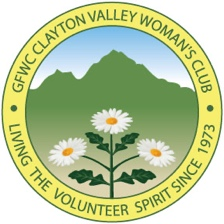 GFWC CLAYTON VALLEY WOMAN'S CLUB
LIVING THE VOLUNTEER SPIRIT SINCE 1973